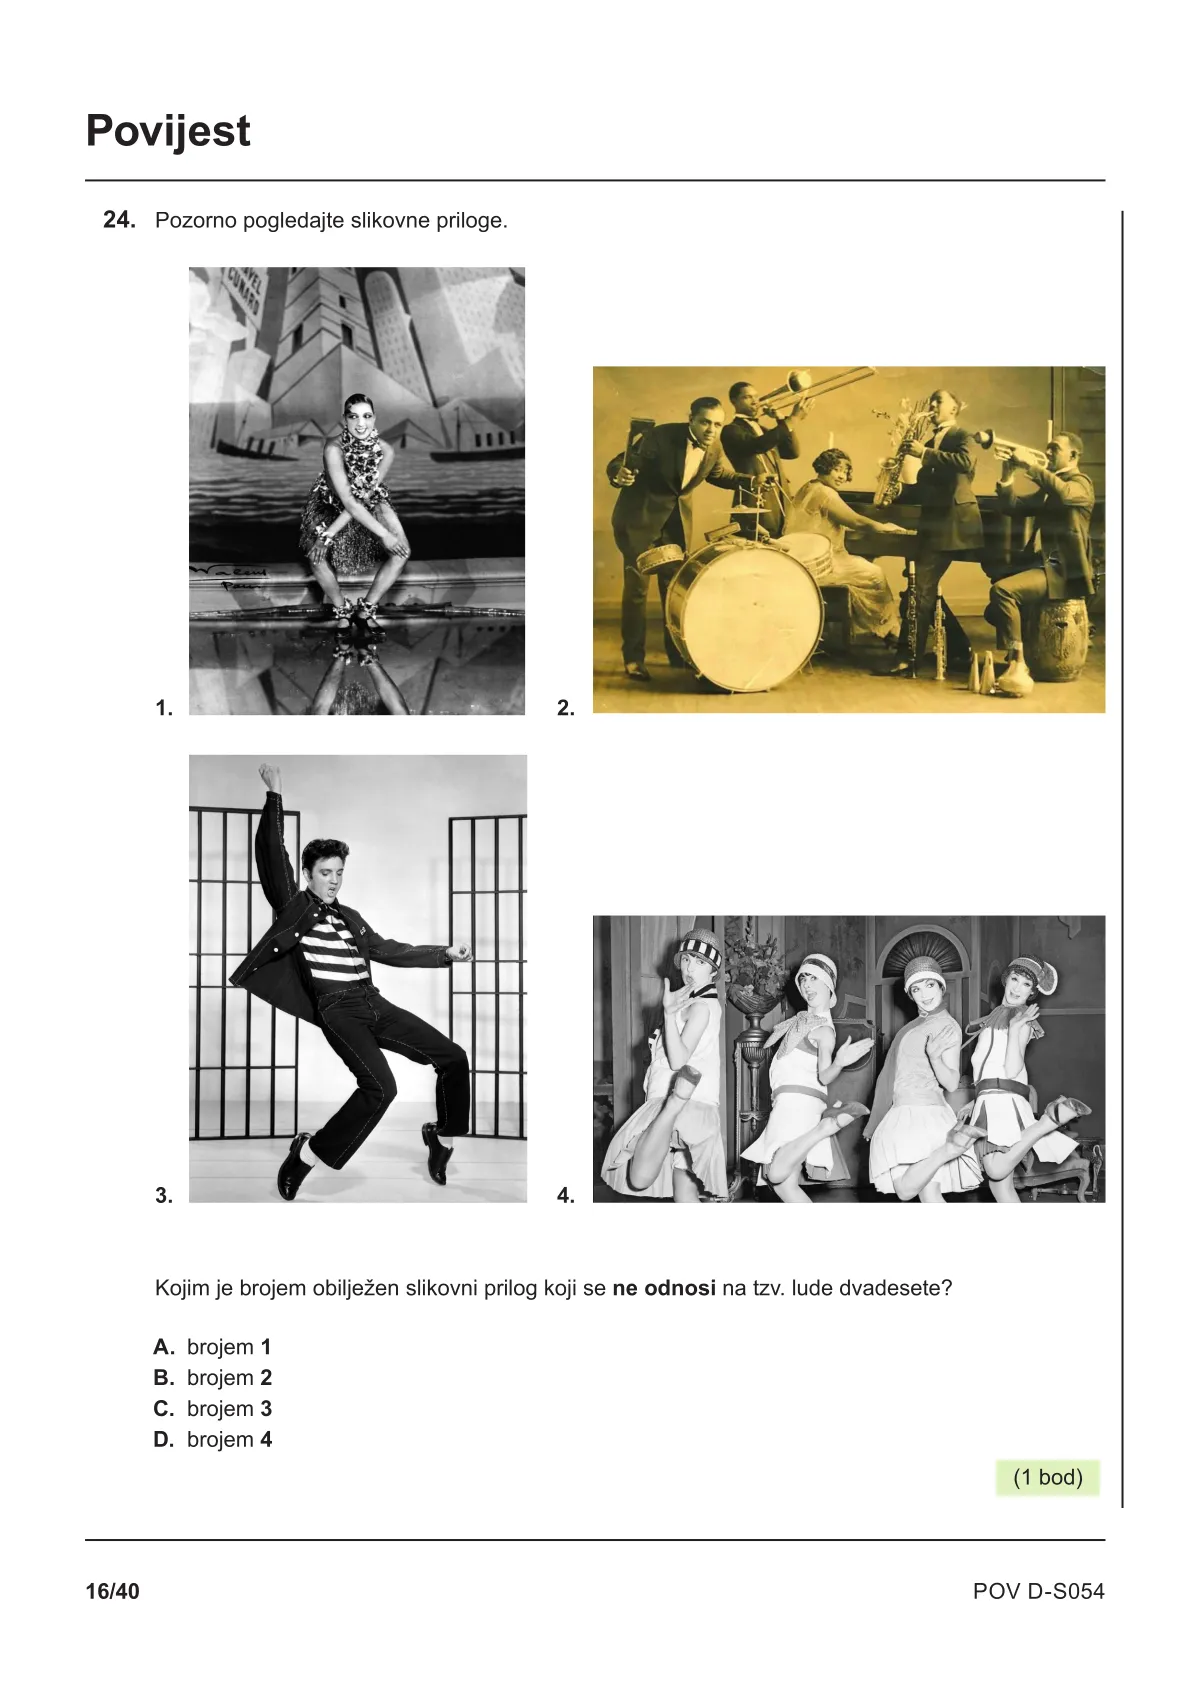 Povijest
24. Pozorno pogledajte slikovne priloge.
CUNARD
1.
2.
3.
4.
Kojim je brojem obilježen slikovni prilog koji se ne odnosi na tzv. lude dvadesete?
A. brojem 1
B. brojem 2
C. brojem 3
D. brojem 4
(1 bod)
16/40
POV D-S054